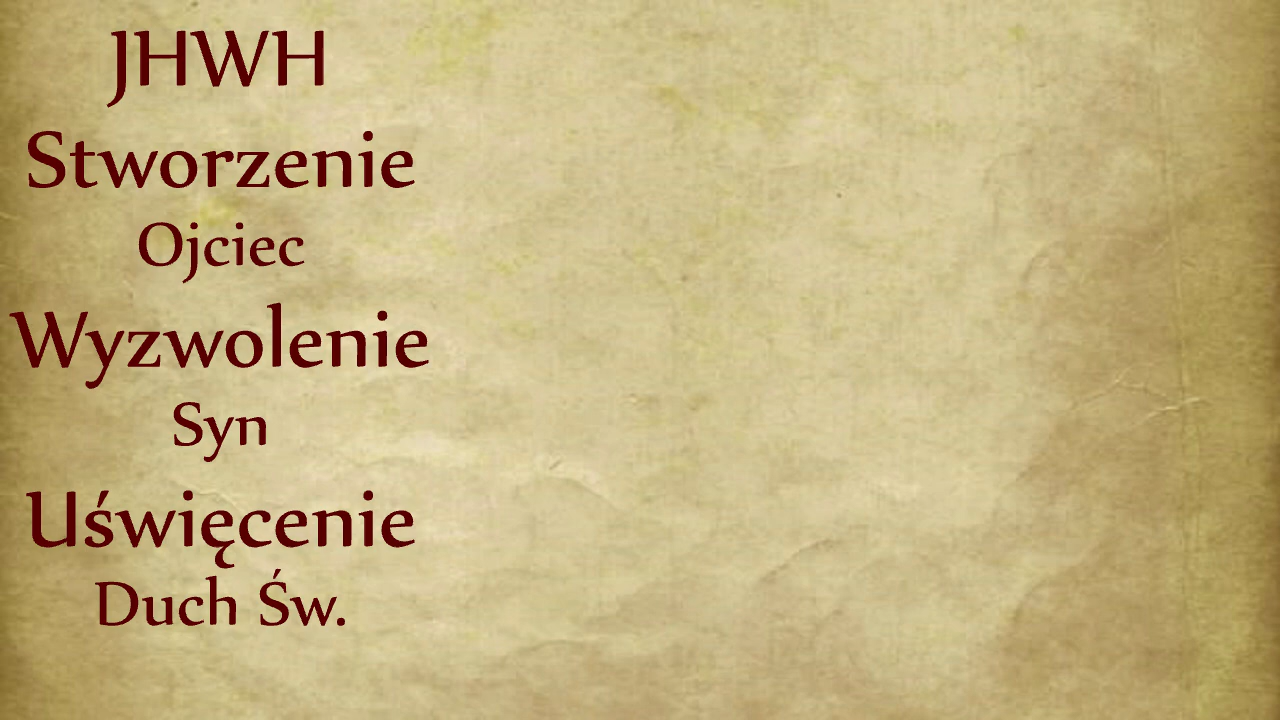 JHWH
Stworzenie
Ojciec
Wyzwolenie
Syn
Uświęcenie
Duch Św.